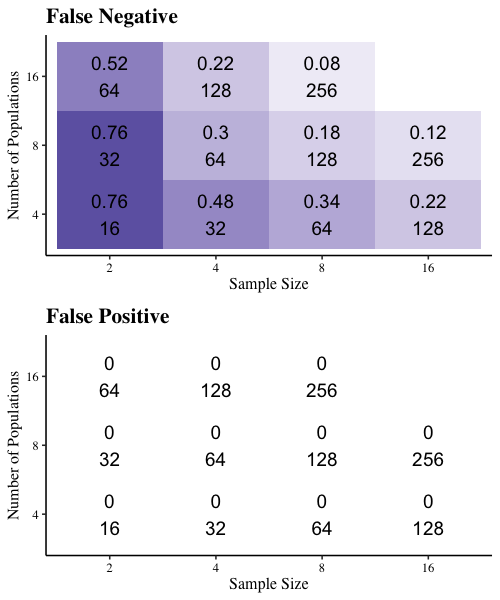 False Negative
Number of Populations
16
8
4
0.52 0.22 0.08
64 128 256
0.76 0.3 0.18 0.12
32 64 128 256
0.76 0.48 0.34 0.22
16 32 64 128
2 4 8 16
Sample Size
False Positive
Number of Populations
16
8
4
0 0 0
64 128 256
0 0 0 0
32 64 128 256
0 0 0 0
16 32 64 128
2 4 8 16
Sample Size